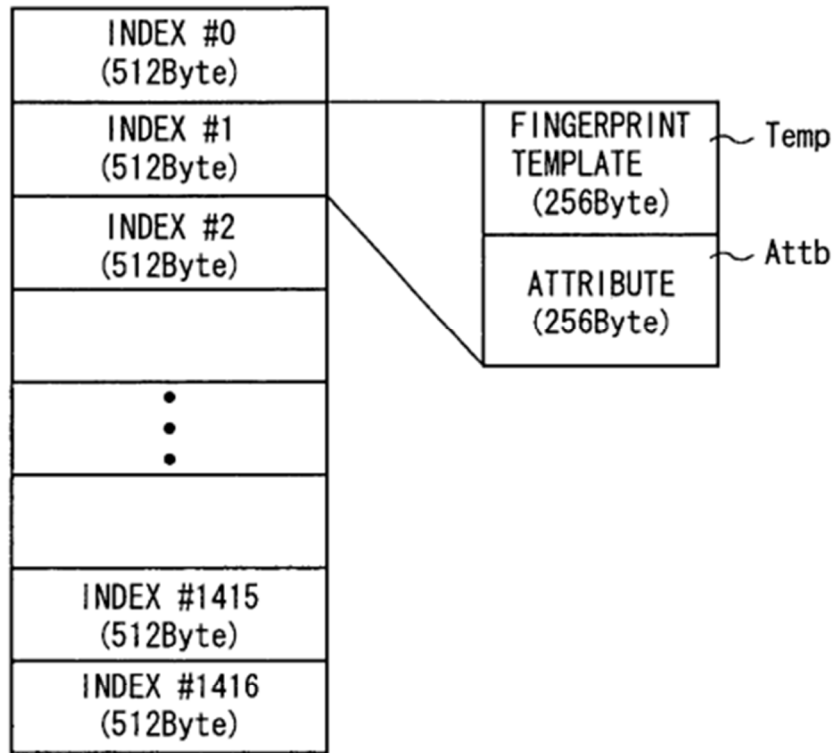 INDEX #0
(512Byte)
INDEX #1
(512Byte)
INDEX #2
(512Byte)
INDEX #1415
(512Byte)
INDEX #1416
(512Byte)
FINGERPRINT
TEMPLATE
(256Byte)
Temp
ATTRIBUTE
(256Byte)
Attb